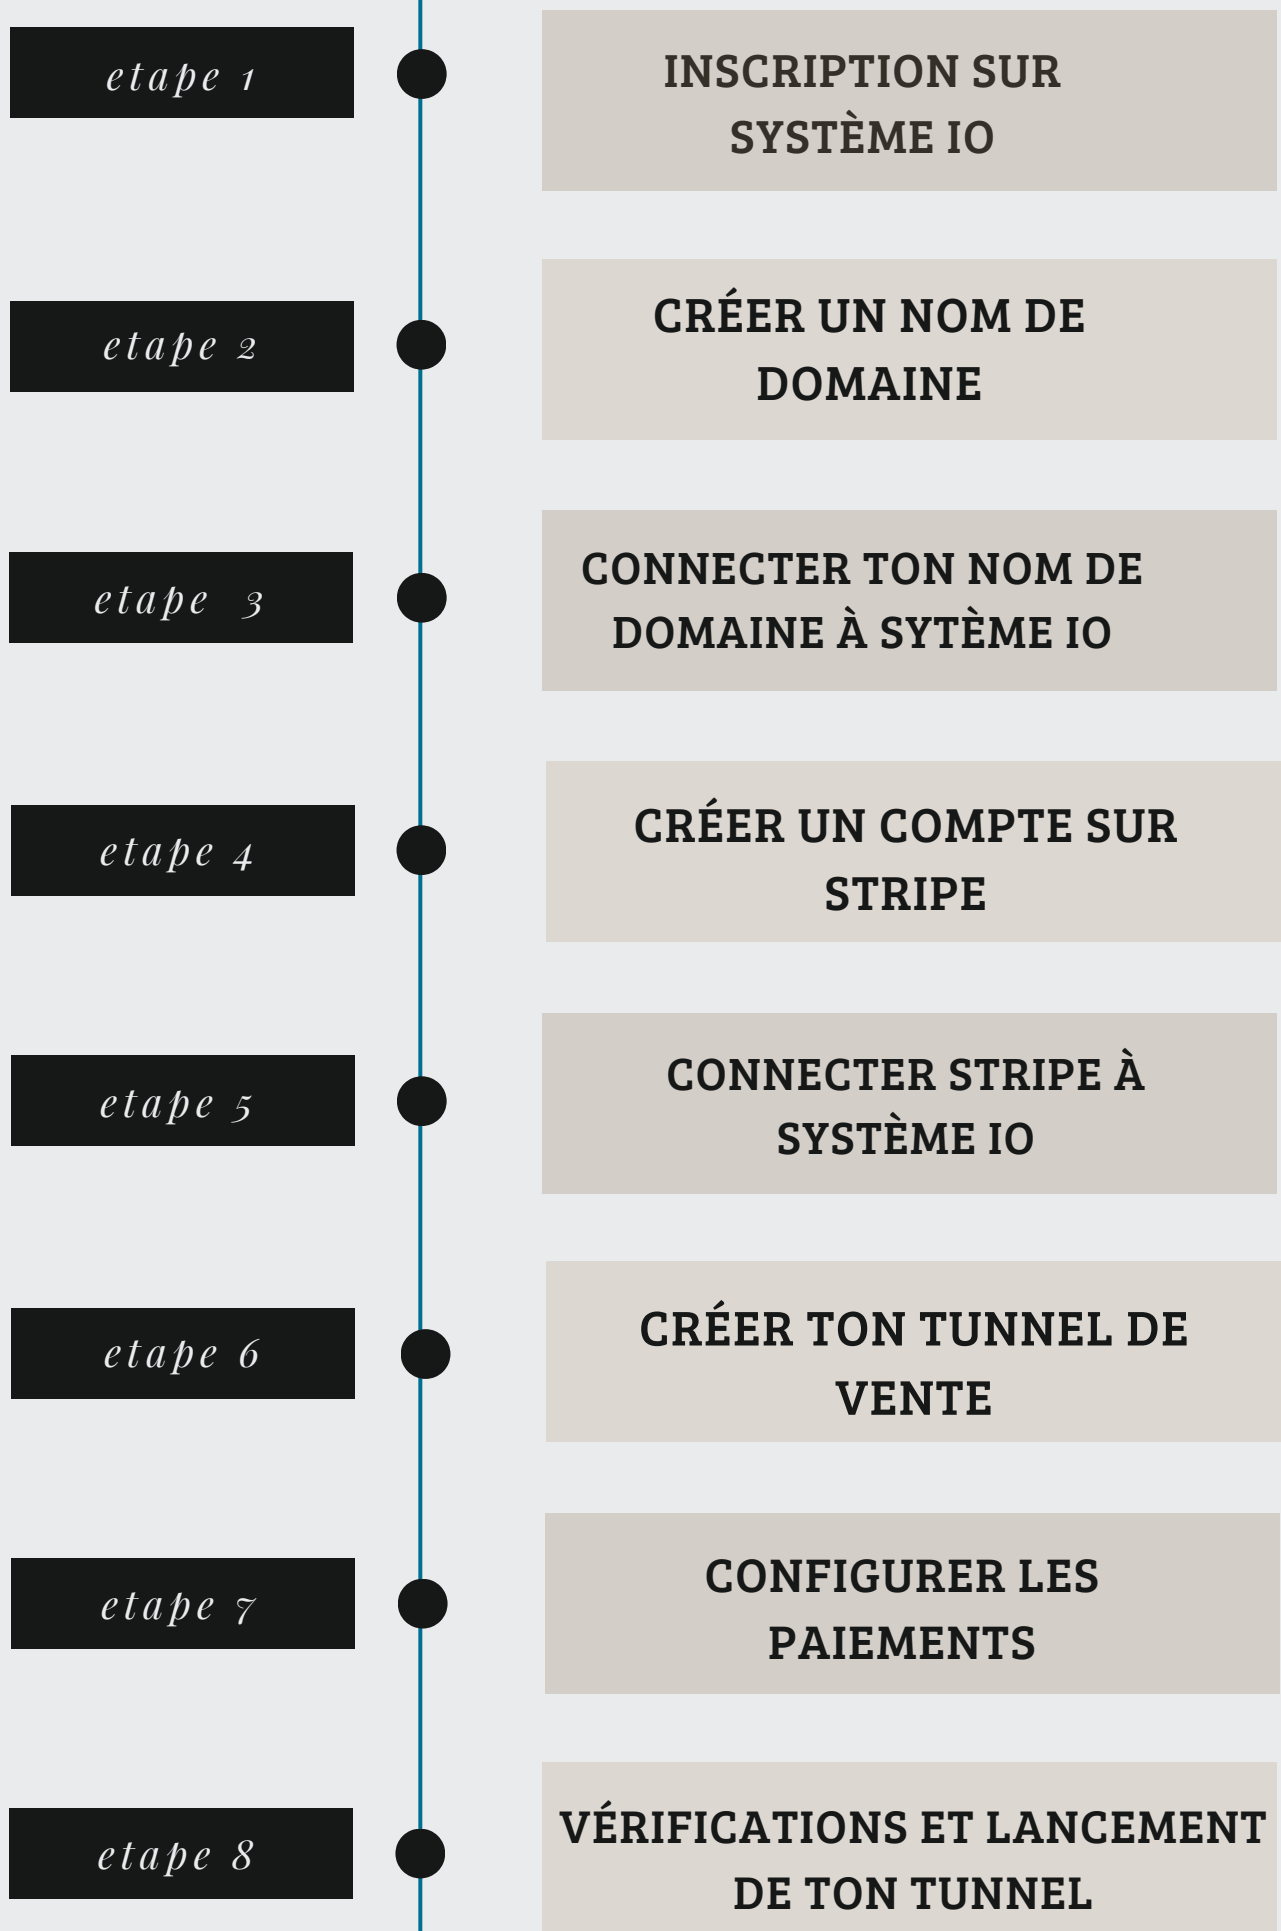 etape 1
INSCRIPTION SUR
SYSTÈME IO
etape 2
CRÉER UN NOM DE
DOMAINE
etape 3
CONNECTER TON NOM DE
DOMAINE À SYTÈME IO
etape 4
CRÉER UN COMPTE SUR
STRIPE
etape 5
CONNECTER STRIPE À
SYSTÈME IO
etape 6
CRÉER TON TUNNEL DE
VENTE
etape 7
CONFIGURER LES
PAIEMENTS
etape 8
VÉRIFICATIONS ET LANCEMENT
DE TON TUNNEL